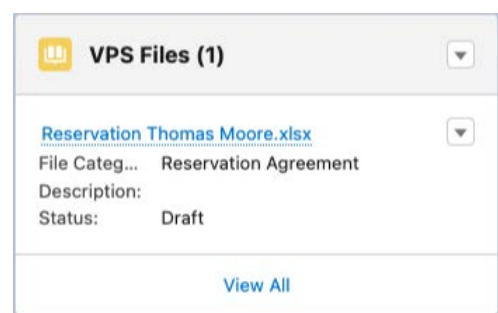 VPS Files (1)
Reservation Thomas Moore.xlsx
File Categ... Reservation Agreement
Description:
Status: Draft
View All